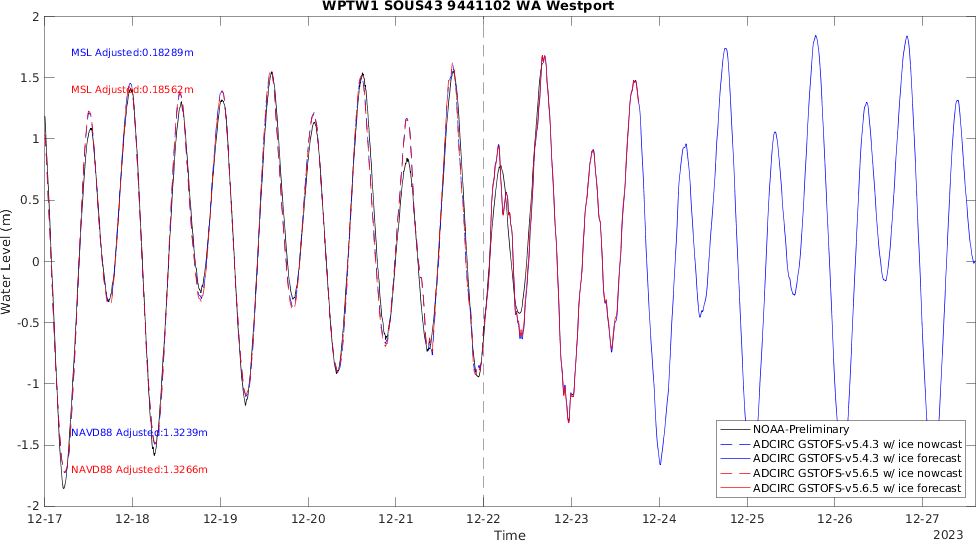 WPTW1 SOUS43 9441102 WA Westport
2
1.5
1
0.5
0
-0.5
-1
-1.5
-2
Water Level (m)
MSL Adjusted:0.18289m
MSL Adjusted:0.18562m
NAVD88 Adjusted:1.3239m
NAVD88 Adjusted:1.3266m
NOAA-Preliminary
ADCIRC GSTOFS-v5.4.3 w/ ice nowcast
ADCIRC GSTOFS-v5.4.3 w/ ice forecast
ADCIRC GSTOFS-v5.6.5 w/ ice nowcast
ADCIRC GSTOFS-v5.6.5 w/ ice forecast
12-17 12-18 12-19 12-20 12-21 12-22 12-23 12-24 12-25 12-26 12-27
Time
2023